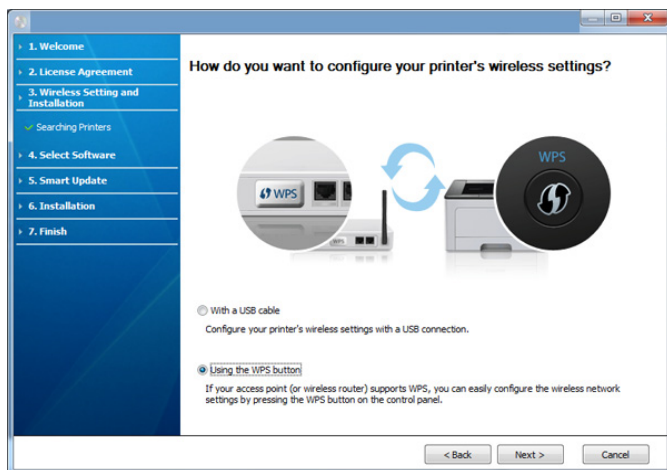 1. Welcome
2. License Agreement
3. Wireless Setting and
Installation
Searching Printers
4. Select Software
5. Smart Update
6. Installation
7. Finish
How do you want to configure your printer's wireless settings?
WPS
WPS
WPS
With a USB cable
Configure your printer's wireless settings with a USB connection.
Using the WPS button
If your access point (or wireless router) supports WPS, you can easily configure the wireless network
settings by pressing the WPS button on the control panel.
< Back
Next >
Cancel